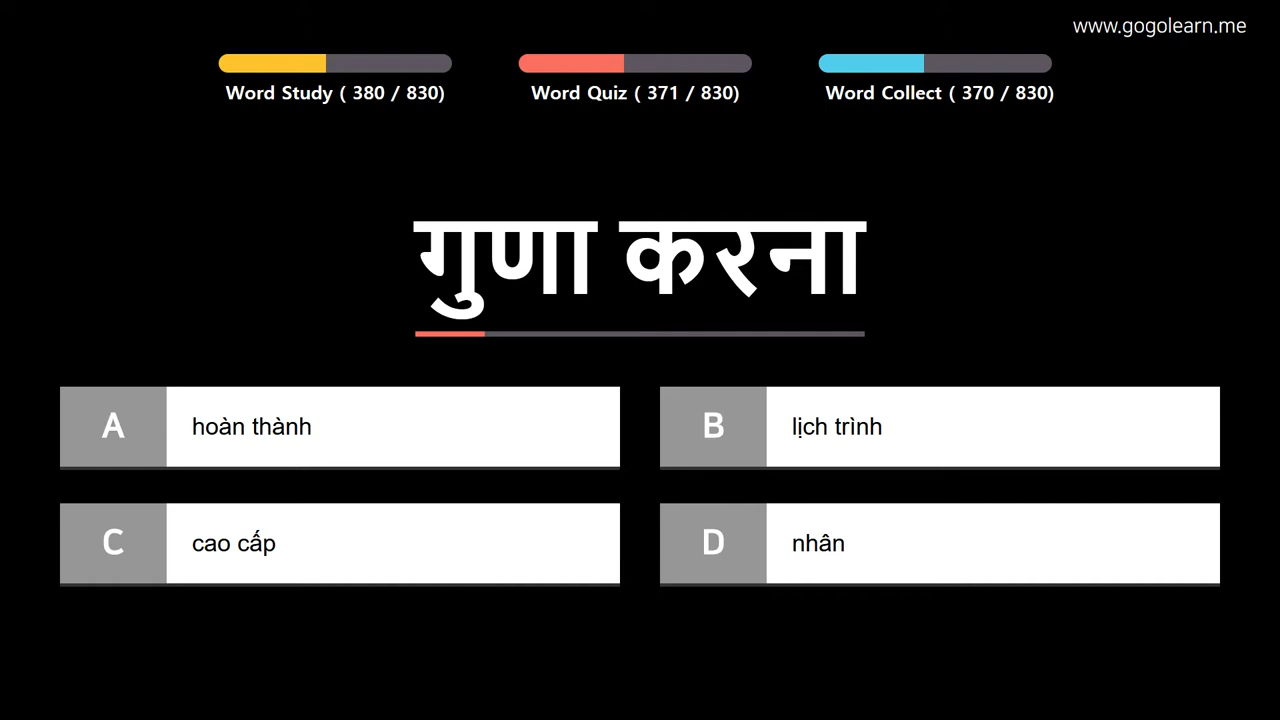 www.gogolearn.me
Word Study ( 380 / 830)
Word Quiz ( 371 / 830)
Word Collect ( 370 / 830)
गुणा करना
A
hoàn thành
B
lịch trình
C
cao cấp
D
nhân